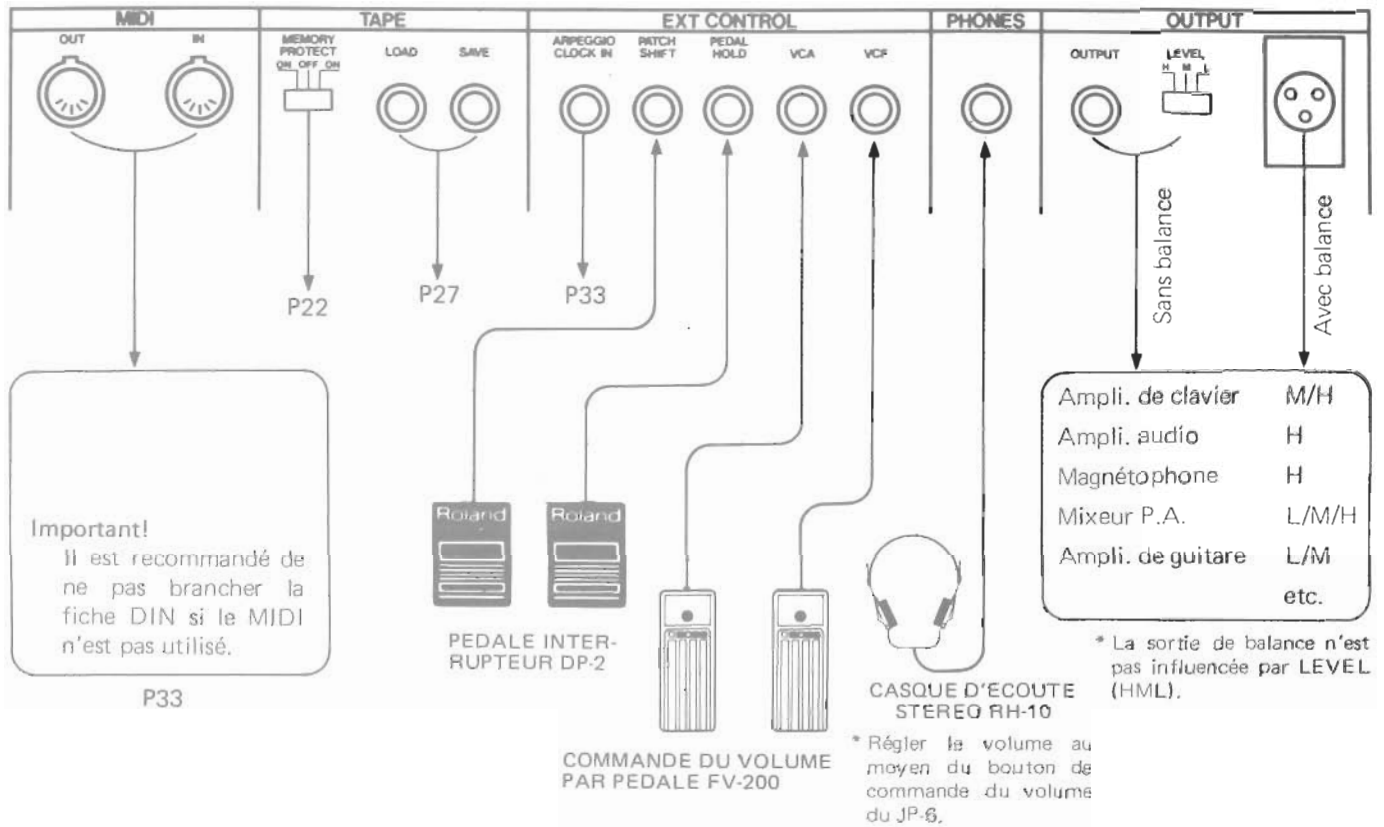 MIDI
TAPE
EXT CONTROL
PHONES
OUTPUT
OUT
IN
MEMORY
PROTECT
ON OFF ON
LOAD
SAVE
ARPEGGIO
CLOCK IN
PATCH
SHIFT
PEDAL
HOLD
VCA
VCF
OUTPUT
LEVEL
H M L
P22
P27
P33
Sans balance
Avec balance
Important!
Il est recommandé de
ne pas brancher la
fiche DIN si le MIDI
n'est pas utilisé.
P33
Roland
Roland
PEDALE INTER-
RUPTEUR DP-2
COMMANDE DU VOLUME
PAR PEDALE FV-200
CASQUE D'ECOUTE
STEREO RH-10
* Régler le volume au
moyen du bouton de
commande du volume
du JP-6.
Ampli. de clavier M/H
Ampli. audio H
Magnétophone H
Mixeur P.A. L/M/H
Ampli. de guitare L/M
etc.
* La sortie de balance n'est
pas influencée par LEVEL
(HML).